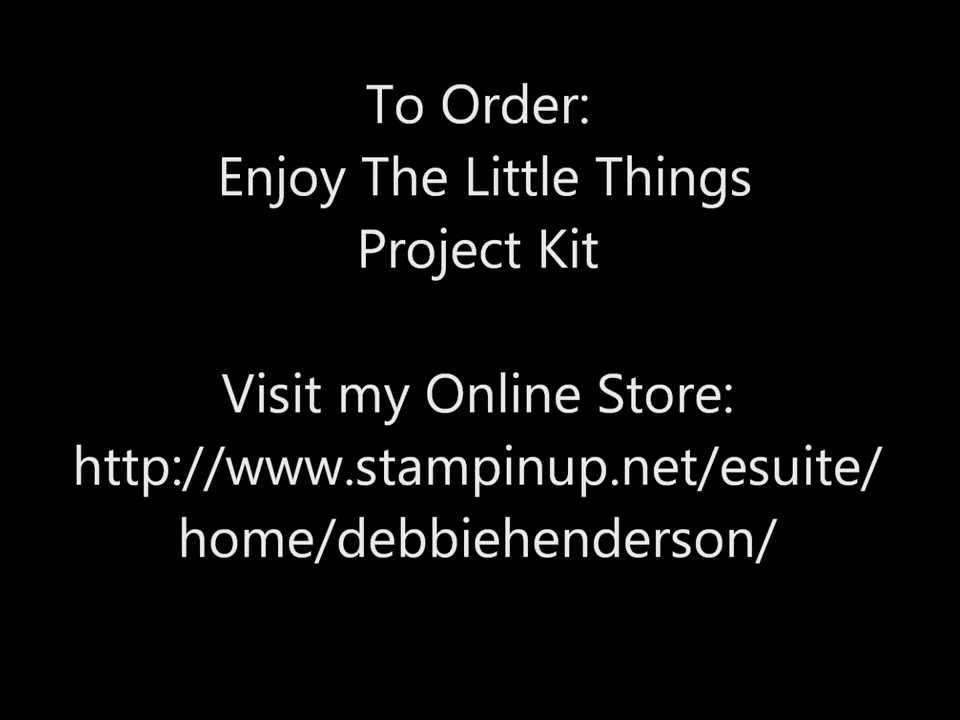 To Order:
Enjoy The Little Things
Project Kit
Visit my Online Store:
http://www.stampinup.net/esuite/
home/debbiehenderson/